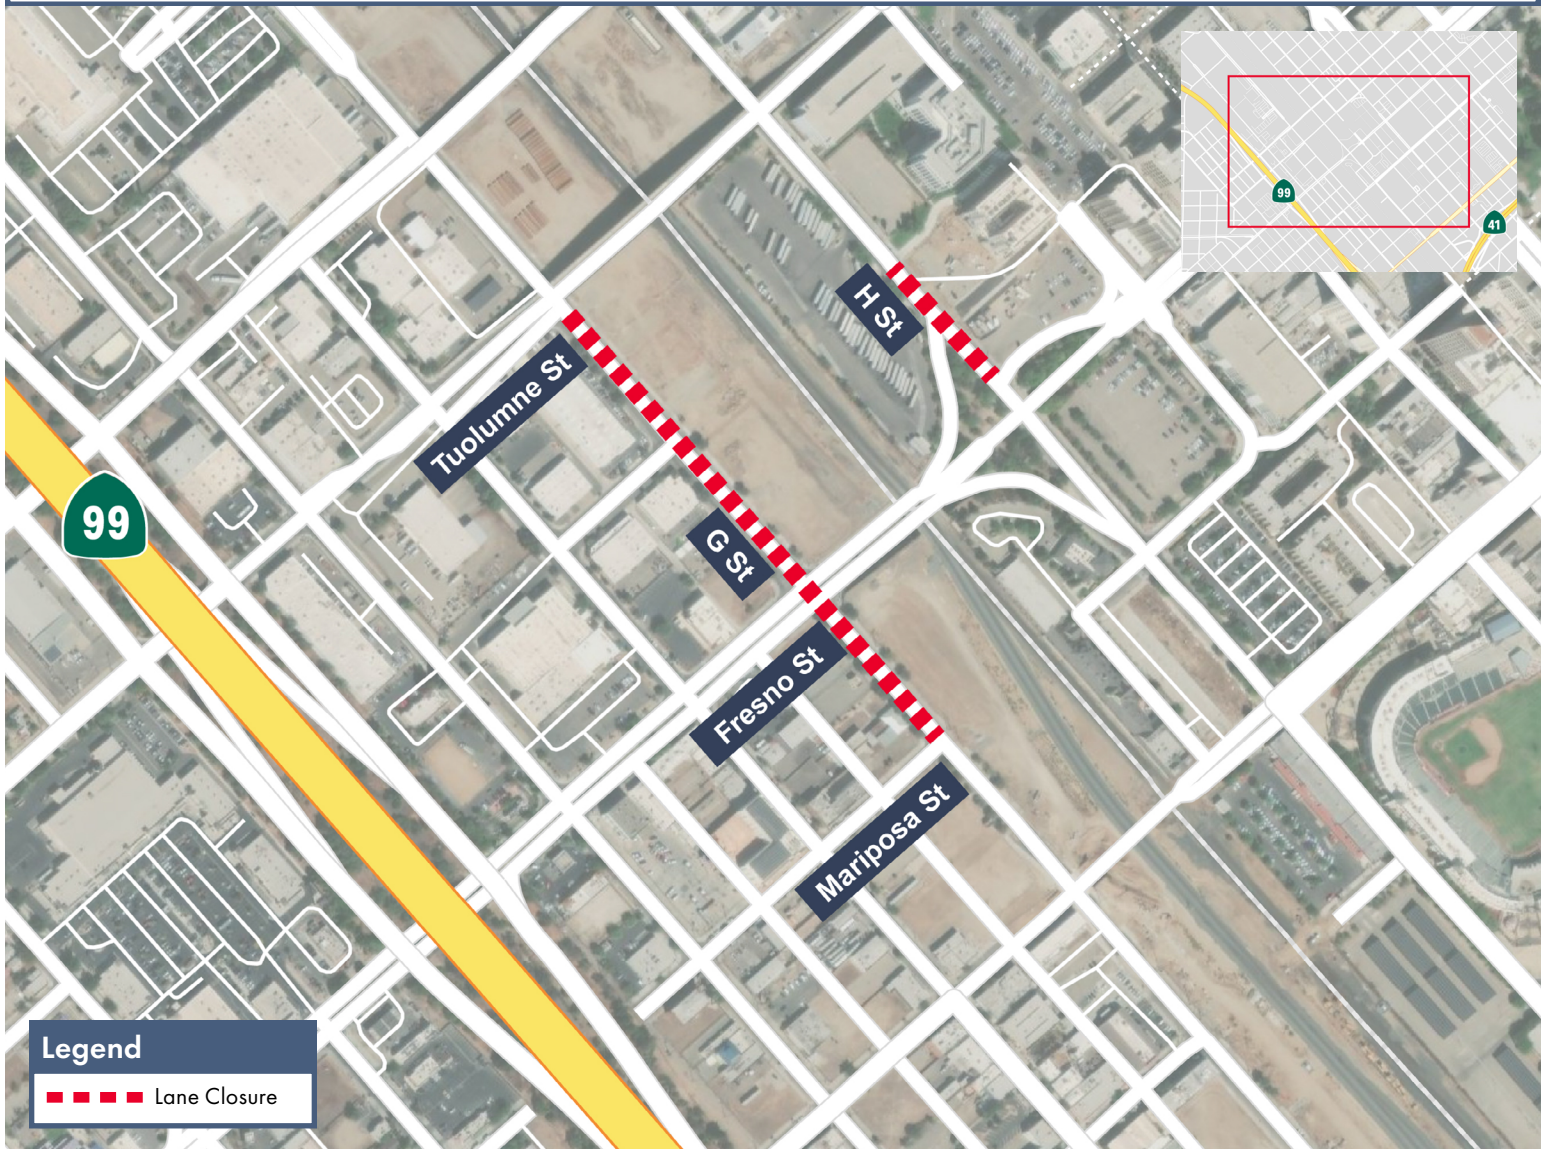 99
41
H St
Tuolumne St
99
G St
Fresno St
Mariposa St
Legend
Lane Closure